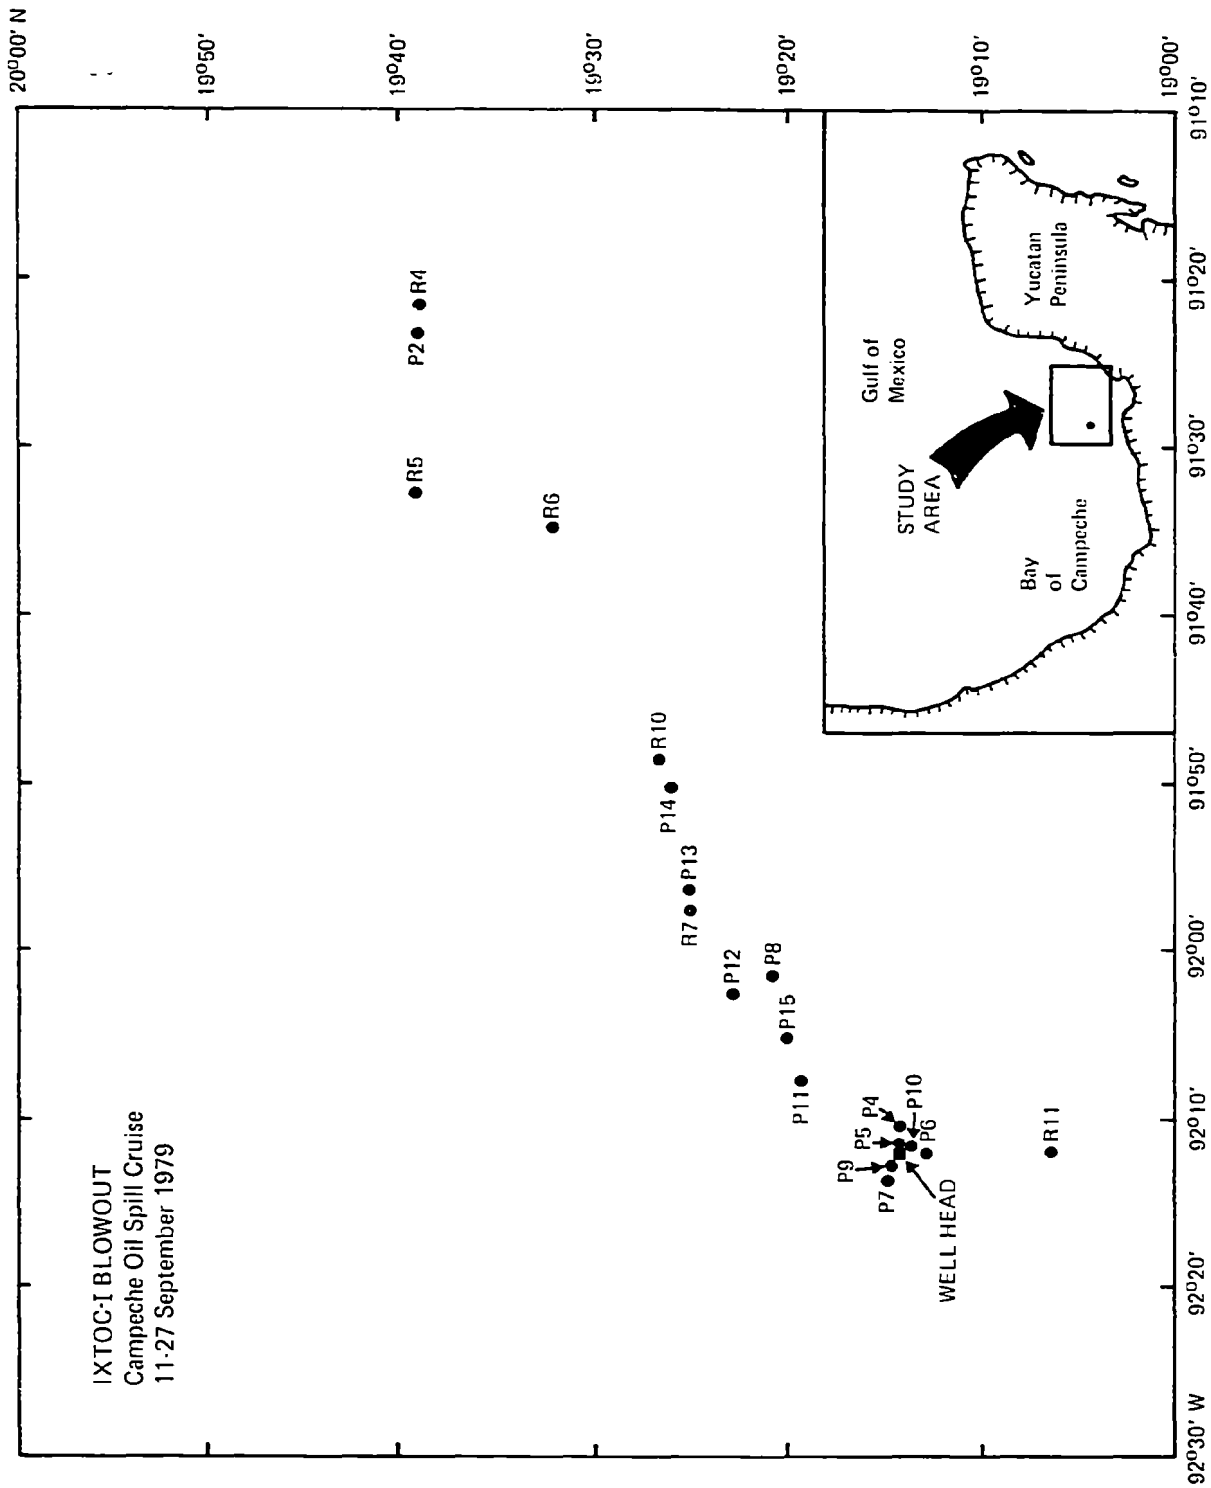 IXTOC-I BLOWOUT
Campeche Oil Spill Cruise
11-27 September 1979
20°00' N
19°50'
19°40'
19°30'
19°20'
19°10'
19°00'
P2
R4
R5
R6
R10
P14
P13
R7
P12
P8
P15
P11
P4
P5
P10
P9
P6
P7
WELL HEAD
R11
Gulf of
Mexico
Yucatan
Peninsula
STUDY
AREA
Bay
of
Campeche
92°30' W
92°20'
92°10'
92°00'
91°50'
91°40'
91°30'
91°20'
91°10'